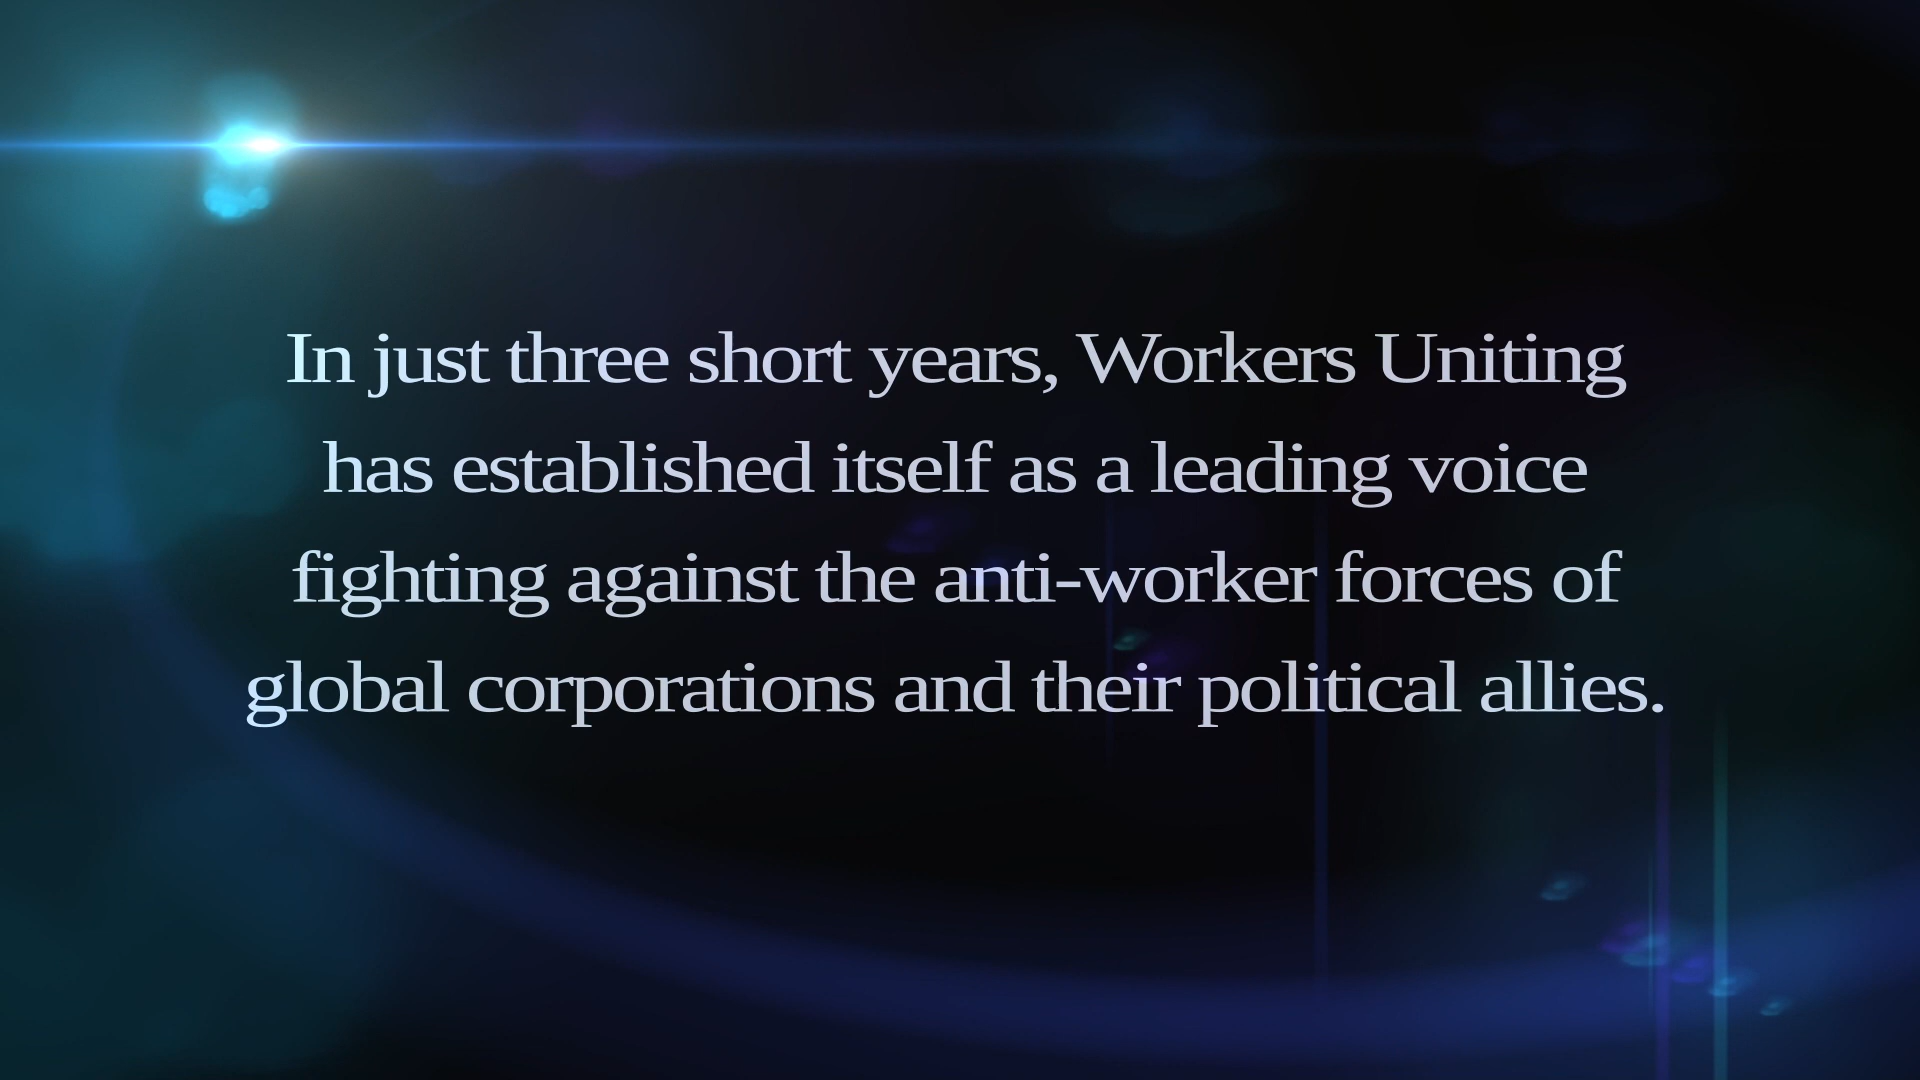 In just three short years, Workers Uniting
has established itself as a leading voice
fighting against the anti-worker forces of
global corporations and their political allies.